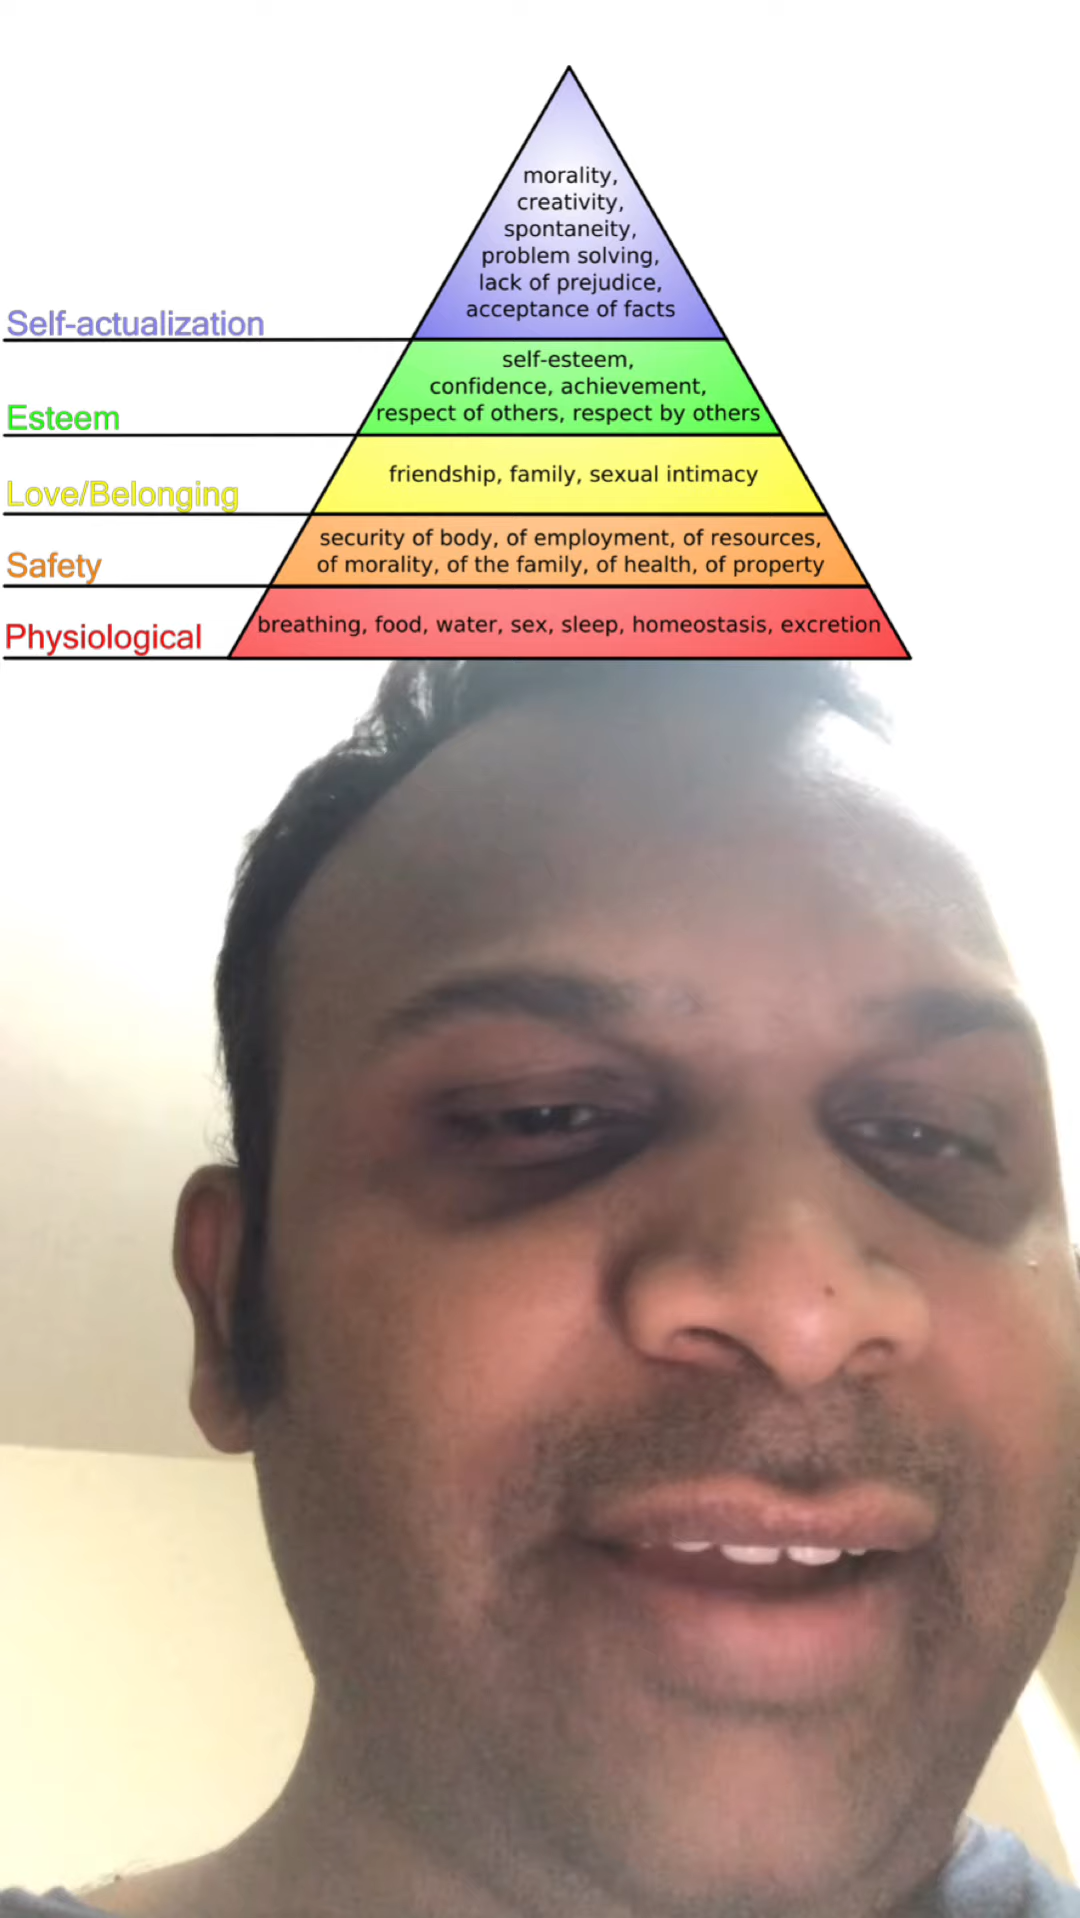 morality,
creativity,
spontaneity,
problem solving,
lack of prejudice,
acceptance of facts
Self-actualization
self-esteem,
confidence, achievement,
respect of others, respect by others
Esteem
friendship, family, sexual intimacy
Love/Belonging
security of body, of employment, of resources,
of morality, of the family, of health, of property
Safety
breathing, food, water, sex, sleep, homeostasis, excretion
Physiological